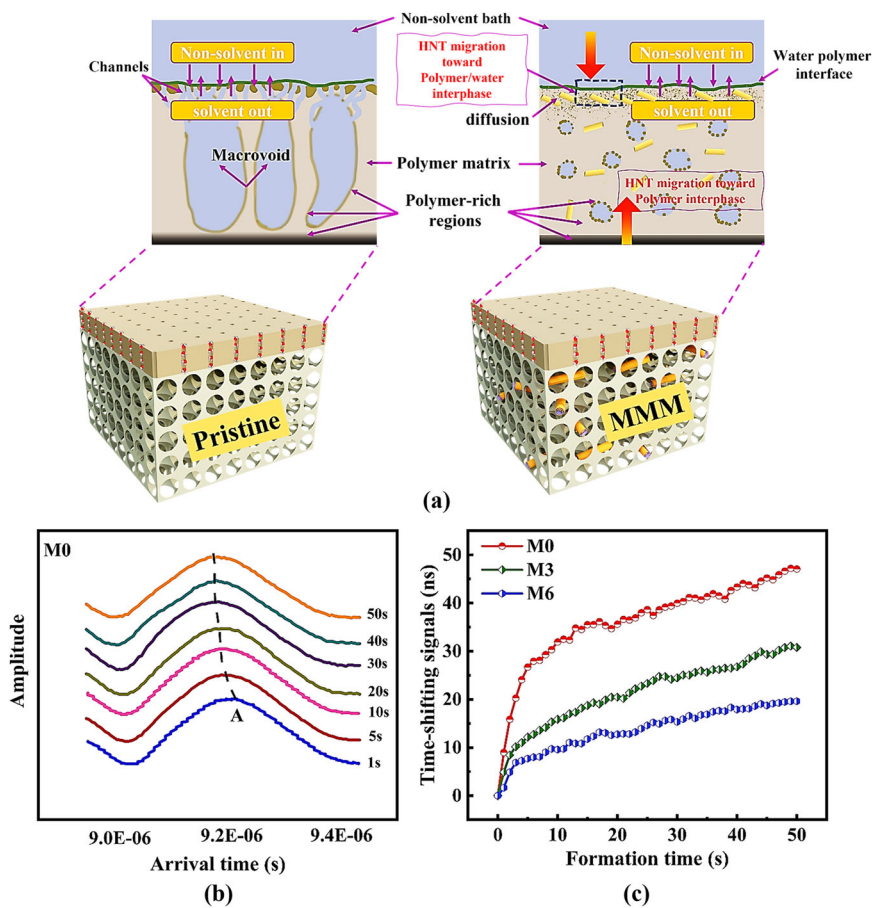 Non-solvent bath
Non-solvent in
HNT migration
toward
Polymer/water
interphase
Non-solvent in
Water polymer
interface
Channels
solvent out
diffusion
solvent out
Macrovoid
Polymer matrix
HNT migration toward
Polymer interphase
Polymer-rich
regions
Pristine
MMM
(a)
M0
50s
40s
30s
20s
10s
5s
1s
A
Amplitude
9.0E-06
9.2E-06
9.4E-06
Arrival time (s)
(b)
M0
M3
M6
Time-shifting signals (ns)
50
40
30
20
10
0
0
10
20
30
40
50
Formation time (s)
(c)